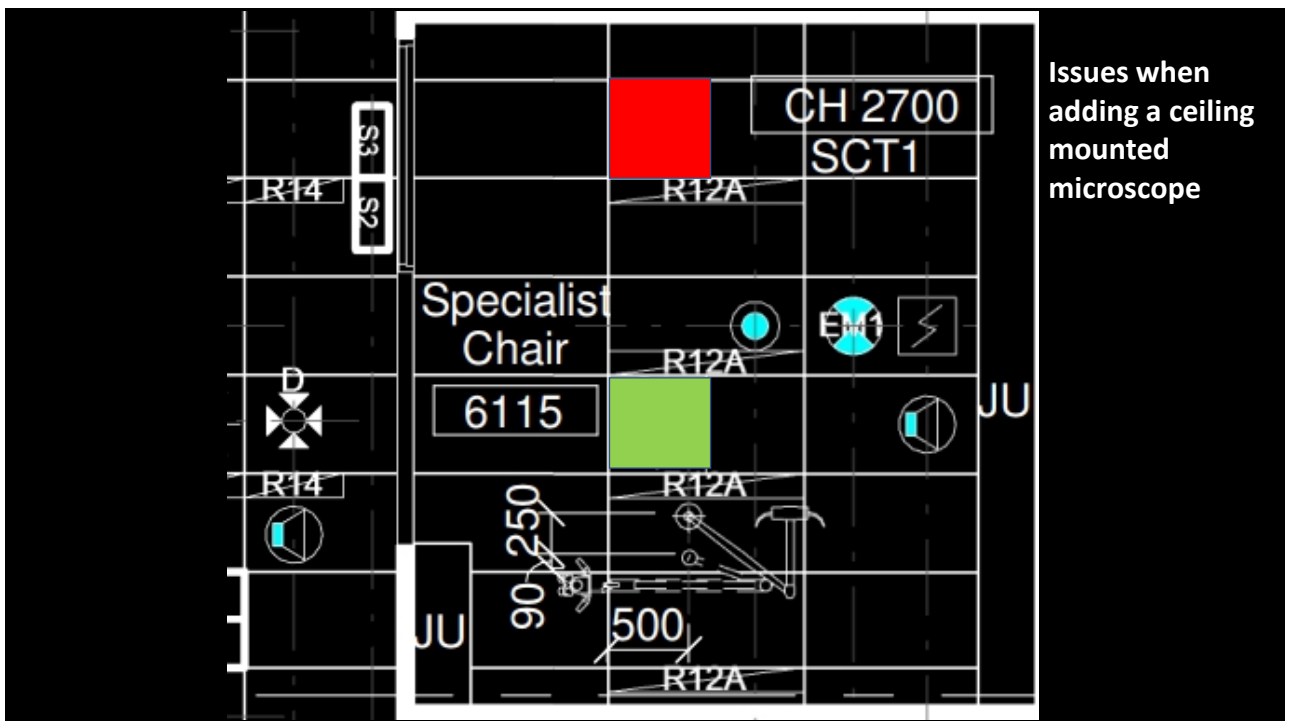 Issues when
adding a ceiling
mounted
microscope
CH 2700
SCT1
S3
S2
R14
R12A
Specialist
Chair
EM1
R12A
6115
D
JU
R14
R12A
250
90
500
JU
R12A